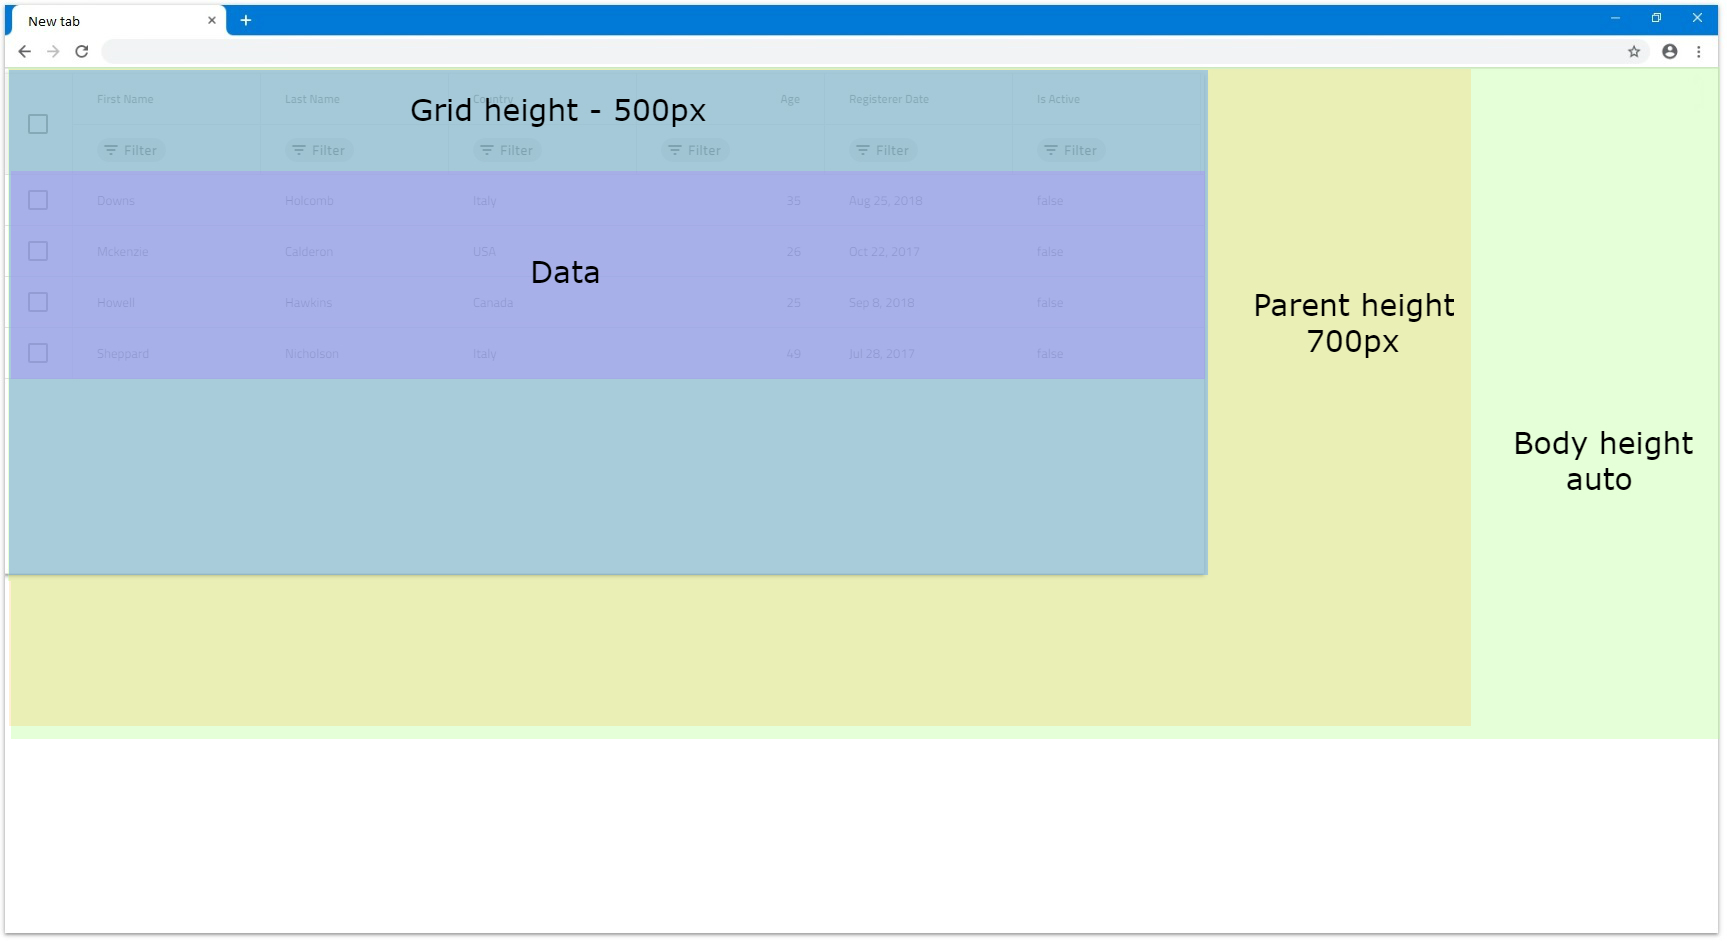 New tab
First Name Last Name Country Age Registerer Date Is Active
Grid height - 500px
Filter Filter Filter Filter Filter Filter
Downs Holcomb Italy 35 Aug 25, 2018 false
Mckenzie Calderon USA 26 Oct 22, 2017 false
Data
Howell Hawkins Canada 25 Sep 8, 2018 false
Parent height
700px
Sheppard Nicholson Italy 49 Jul 28, 2017 false
Body height
auto